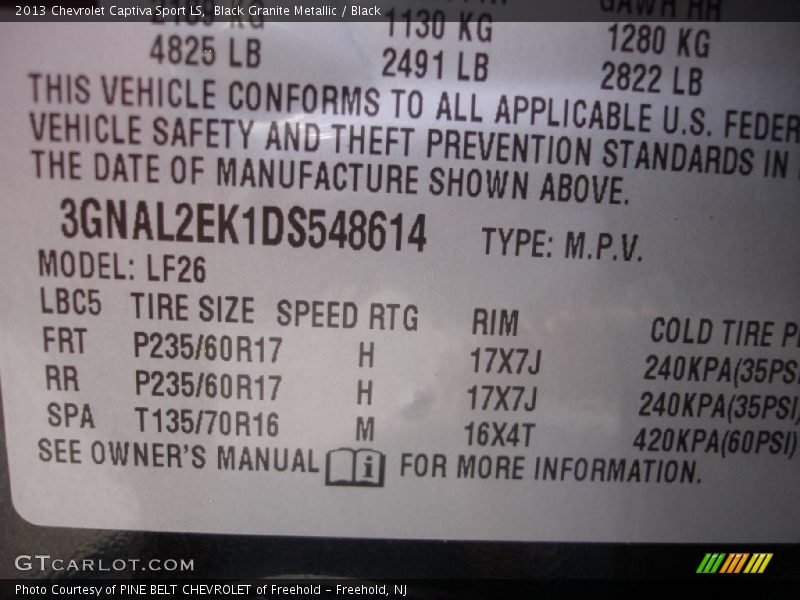 2013 Chevrolet Captiva Sport LS, Black Granite Metallic / Black
KG
4825 LB
1130 KG
2491 LB
GAWR RR
1280 KG
2822 LB
THIS VEHICLE CONFORMS TO ALL APPLICABLE U.S. FEDER
VEHICLE SAFETY AND THEFT PREVENTION STANDARDS IN
THE DATE OF MANUFACTURE SHOWN ABOVE.
3GNAL2EK1DS548614 TYPE: M.P.V.
MODEL: LF26
LBC5 TIRE SIZE SPEED RTG RIM COLD TIRE P
FRT P235/60R17 H 17X7J 240KPA(35PSI
RR P235/60R17 H 17X7J 240KPA(35PSI)
SPA T135/70R16 M 16X4T 420KPA(60PSI)
SEE OWNER'S MANUAL i FOR MORE INFORMATION.
GTCARLOT.COM
Photo Courtesy of PINE BELT CHEVROLET of Freehold - Freehold, NJ